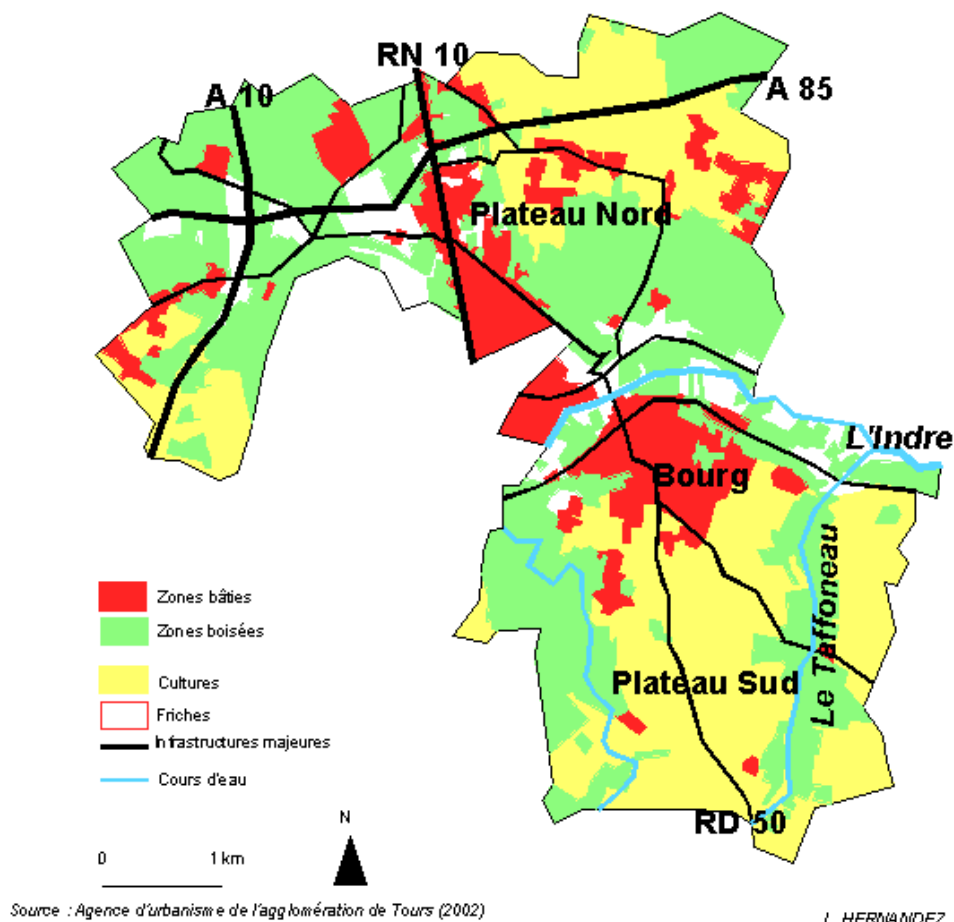 RN 10
A 10
A 85
Plateau Nord
L'Indre
Bourg
Le Taffoneau
Plateau Sud
RD 50
Zones bâties
Zones boisées
Cultures
Friches
Infrastructures majeures
Cours d'eau
N
0 1 km
Source : Agence d'urbanisme de l'agglomération de Tours (2002)
L. HERNANDEZ